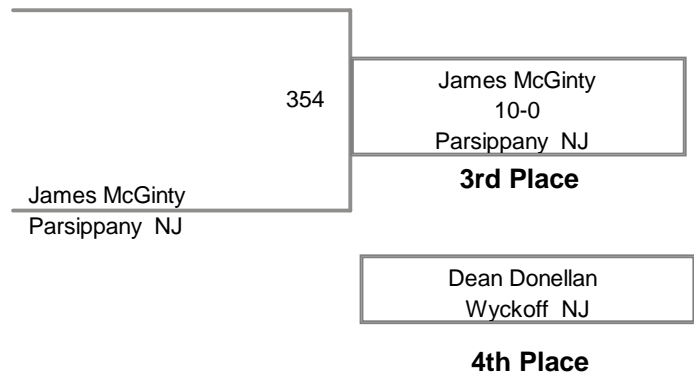 354
James McGinty
10-0
Parsippany NJ
3rd Place
James McGinty
Parsippany NJ
Dean Donellan
Wyckoff NJ
4th Place